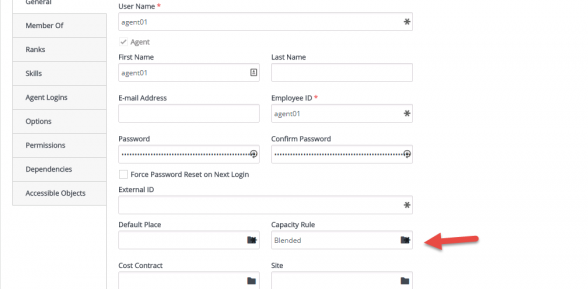 General
Member Of
Ranks
Skills
Agent Logins
Options
Permissions
Dependencies
Accessible Objects
User Name *
agent01
Agent
First Name
Last Name
agent01
E-mail Address
Employee ID *
agent01
Password
Confirm Password
Force Password Reset on Next Login
External ID
Default Place
Capacity Rule
Blended
Cost Contract
Site